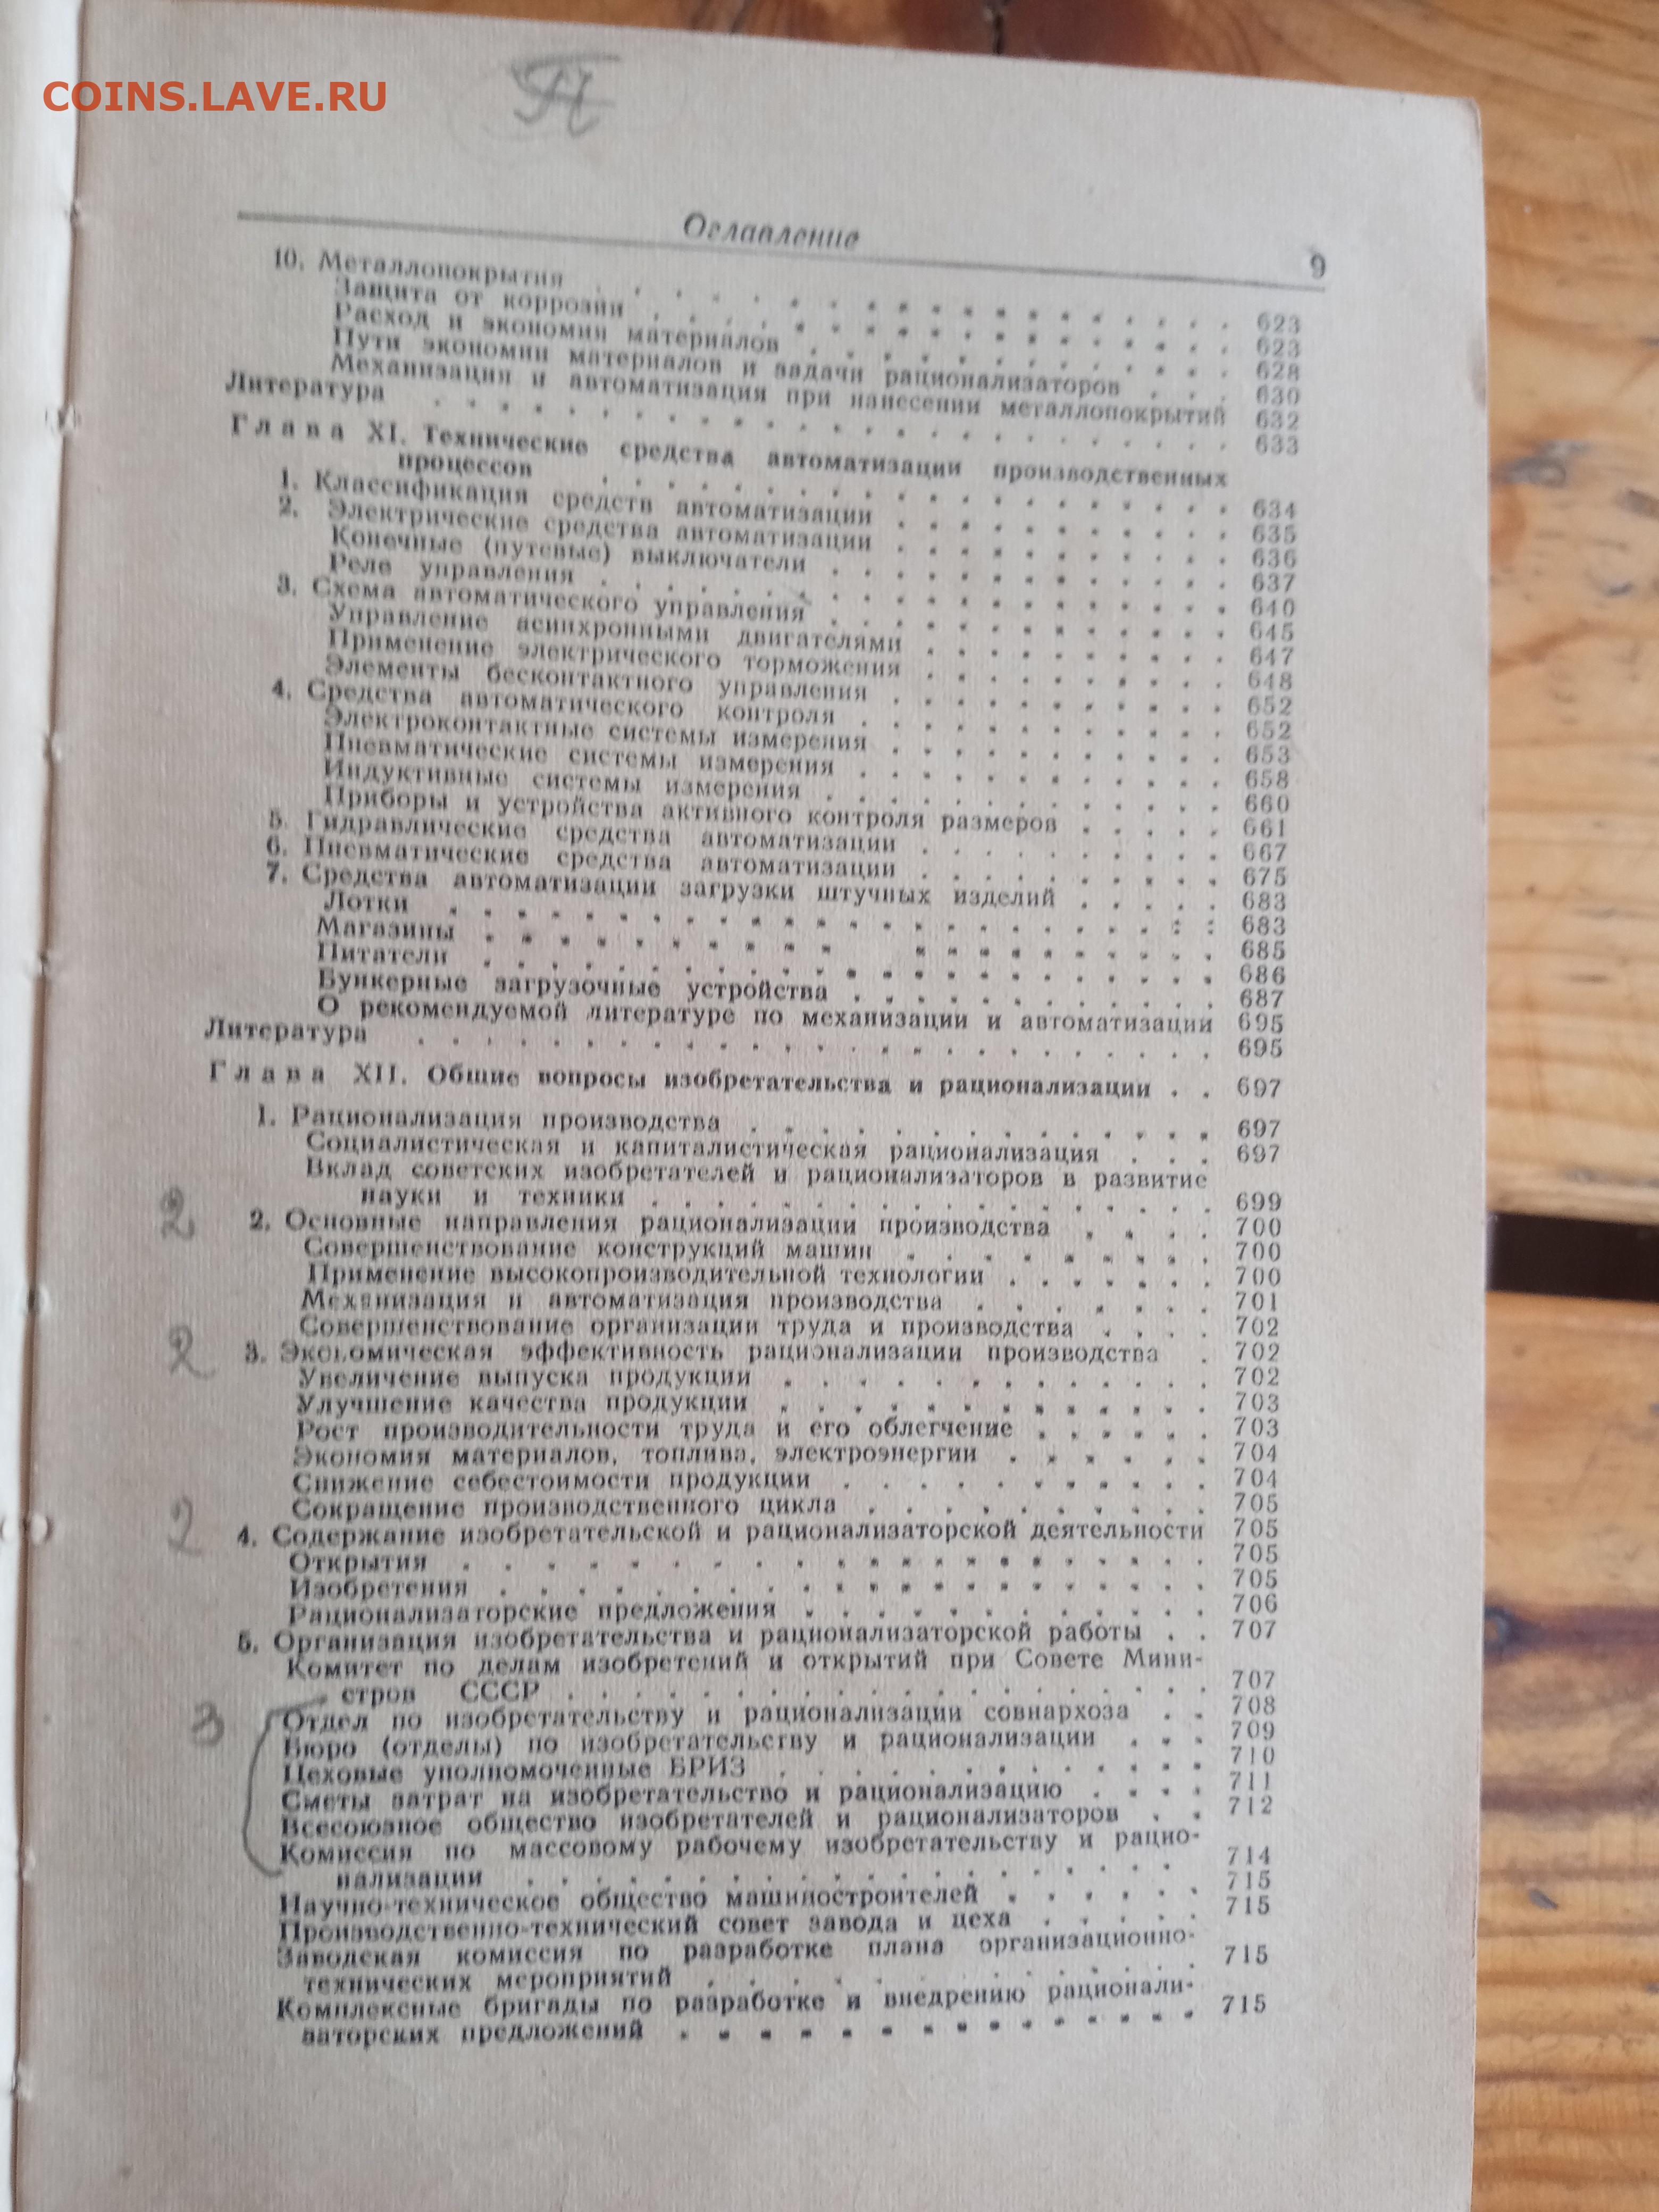 COINS.LAVE.RU
Оглавление 9
10. Металлопокрытия . . . 623
Защита от коррозии . . . 623
Расход и экономия материалов . . . 628
Пути экономии материалов и задачи рационализаторов . . . 630
Механизация и автоматизация при нанесении металлопокрытий 632
Литература . . . 633
Глава XI. Технические средства автоматизации производственных
процессов . . . 634
1. Классификация средств автоматизации . . . 635
2. Электрические средства автоматизации . . . 636
Конечные (путевые) выключатели . . . 637
Реле управления . . . 640
3. Схема автоматического управления . . . 645
Управление асинхронными двигателями . . . 647
Применение электрического торможения . . . 648
Элементы бесконтактного управления . . . 652
4. Средства автоматического контроля . . . 652
Электроконтактные системы измерения . . . 653
Пневматические системы измерения . . . 658
Индуктивные системы измерения . . . 660
Приборы и устройства активного контроля размеров . . . 661
5. Гидравлические средства автоматизации . . . 667
6. Пневматические средства автоматизации . . . 675
7. Средства автоматизации загрузки штучных изделий . . . 683
Лотки . . . 683
Магазины . . . 685
Питатели . . . 686
Бункерные загрузочные устройства . . . 687
О рекомендуемой литературе по механизации и автоматизации 695
Литература . . . 695
Глава XII. Общие вопросы изобретательства и рационализации . . 697
1. Рационализация производства . . . 697
Социалистическая и капиталистическая рационализация . . . 697
Вклад советских изобретателей и рационализаторов в развитие
науки и техники . . . 699
2 2. Основные направления рационализации производства . . . 700
Совершенствование конструкций машин . . . 700
Применение высокопроизводительной технологии . . . 700
Механизация и автоматизация производства . . . 701
Совершенствование организации труда и производства . . . 702
2 3. Экономическая эффективность рационализации производства . 702
Увеличение выпуска продукции . . . 702
Улучшение качества продукции . . . 703
Рост производительности труда и его облегчение . . . 703
Экономия материалов, топлива, электроэнергии . . . 704
Снижение себестоимости продукции . . . 704
Сокращение производственного цикла . . . 705
2 4. Содержание изобретательской и рационализаторской деятельности 705
Открытия . . . 705
Изобретения . . . 705
Рационализаторские предложения . . . 706
5. Организация изобретательства и рационализаторской работы . . 707
Комитет по делам изобретений и открытий при Совете Мини-
стров СССР . . . 707
3 Отдел по изобретательству и рационализации совнархоза . . 708
Бюро (отделы) по изобретательству и рационализации . . . 709
Цеховые уполномоченные БРИЗ . . . 710
Сметы затрат на изобретательство и рационализацию . . . 711
Всесоюзное общество изобретателей и рационализаторов . . 712
Комиссия по массовому рабочему изобретательству и рацио-
нализации . . . 714
Научно-техническое общество машиностроителей . . . 715
Производственно-технический совет завода и цеха . . . 715
Заводская комиссия по разработке плана организационно-
технических мероприятий . . . 715
Комплексные бригады по разработке и внедрению рационали-
заторских предложений . . . 715